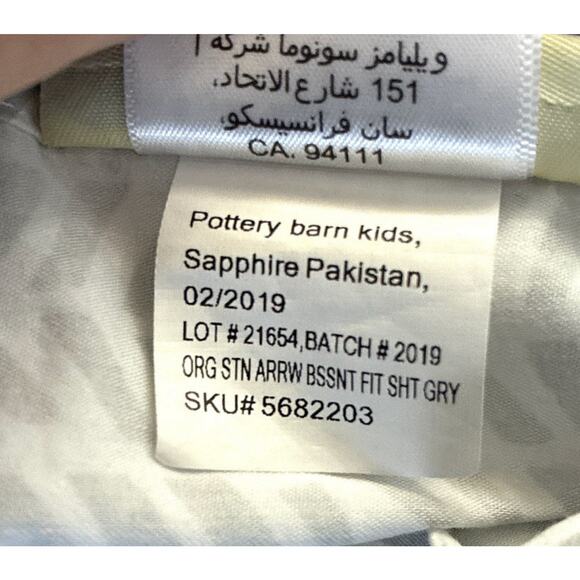 ويليامز سونوما شركه |
151 شارع الاتحاد،
سان فرانسيسكو،
CA. 94111
Pottery barn kids,
Sapphire Pakistan,
02/2019
LOT # 21654,BATCH # 2019
ORG STN ARRW BSSNT FIT SHT GRY
SKU# 5682203